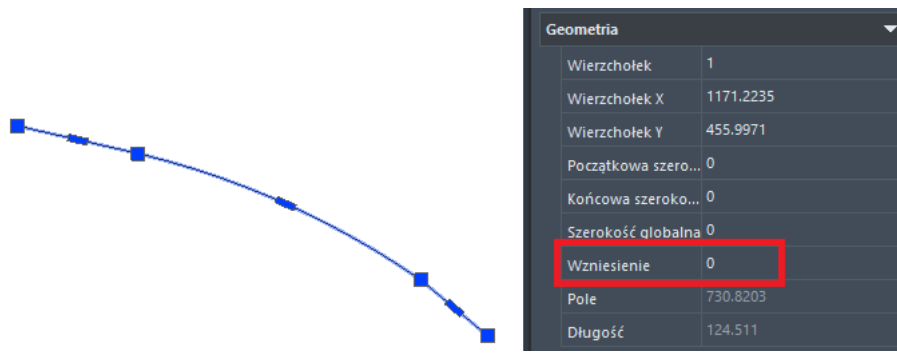 Geometria
Wierzchołek 1
Wierzchołek X 1171.2235
Wierzchołek Y 455.9971
Początkowa szero... 0
Końcowa szeroko... 0
Szerokość globalna 0
Wzniesienie 0
Pole 730.8203
Długość 124.511